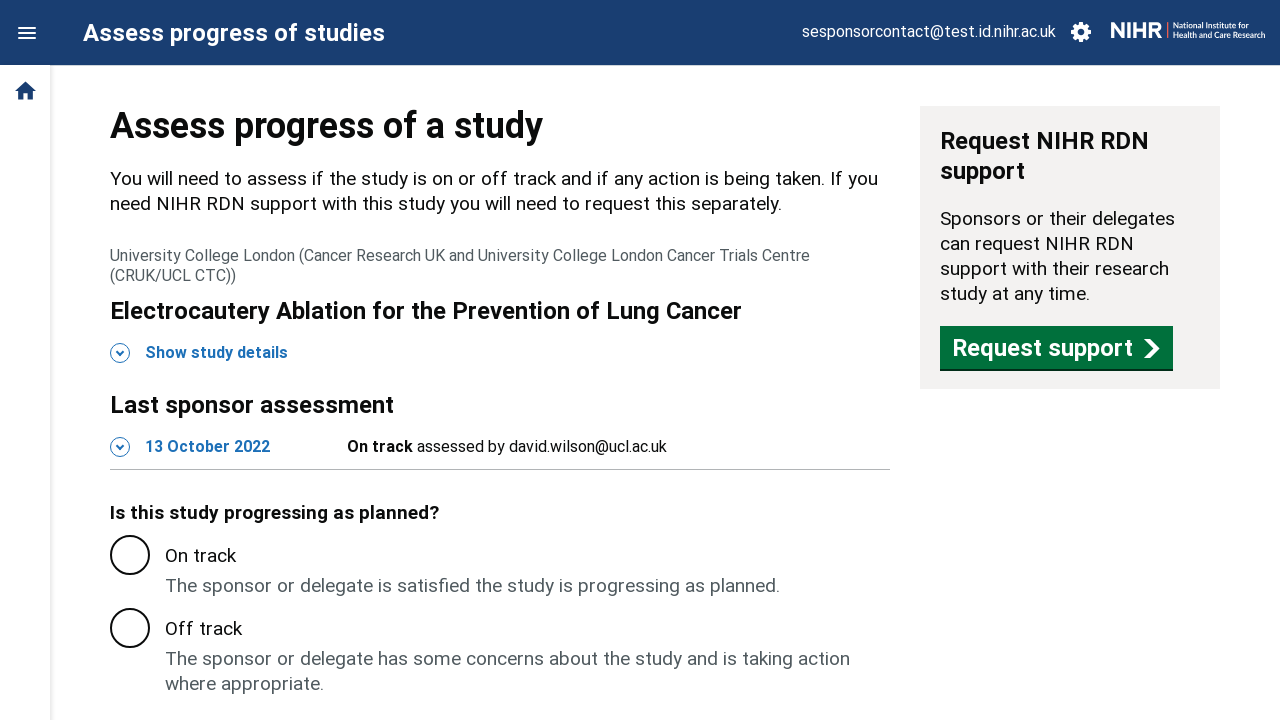 Assess progress of studies
sesponsorcontact@test.id.nihr.ac.uk
NIHR | National Institute for
Health and Care Research
Assess progress of a study
You will need to assess if the study is on or off track and if any action is being taken. If you
need NIHR RDN support with this study you will need to request this separately.
University College London (Cancer Research UK and University College London Cancer Trials Centre
(CRUK/UCL CTC))
Electrocautery Ablation for the Prevention of Lung Cancer
Show study details
Last sponsor assessment
13 October 2022 On track assessed by david.wilson@ucl.ac.uk
Is this study progressing as planned?
On track
The sponsor or delegate is satisfied the study is progressing as planned.
Off track
The sponsor or delegate has some concerns about the study and is taking action
where appropriate.
Request NIHR RDN
support
Sponsors or their delegates
can request NIHR RDN
support with their research
study at any time.
Request support